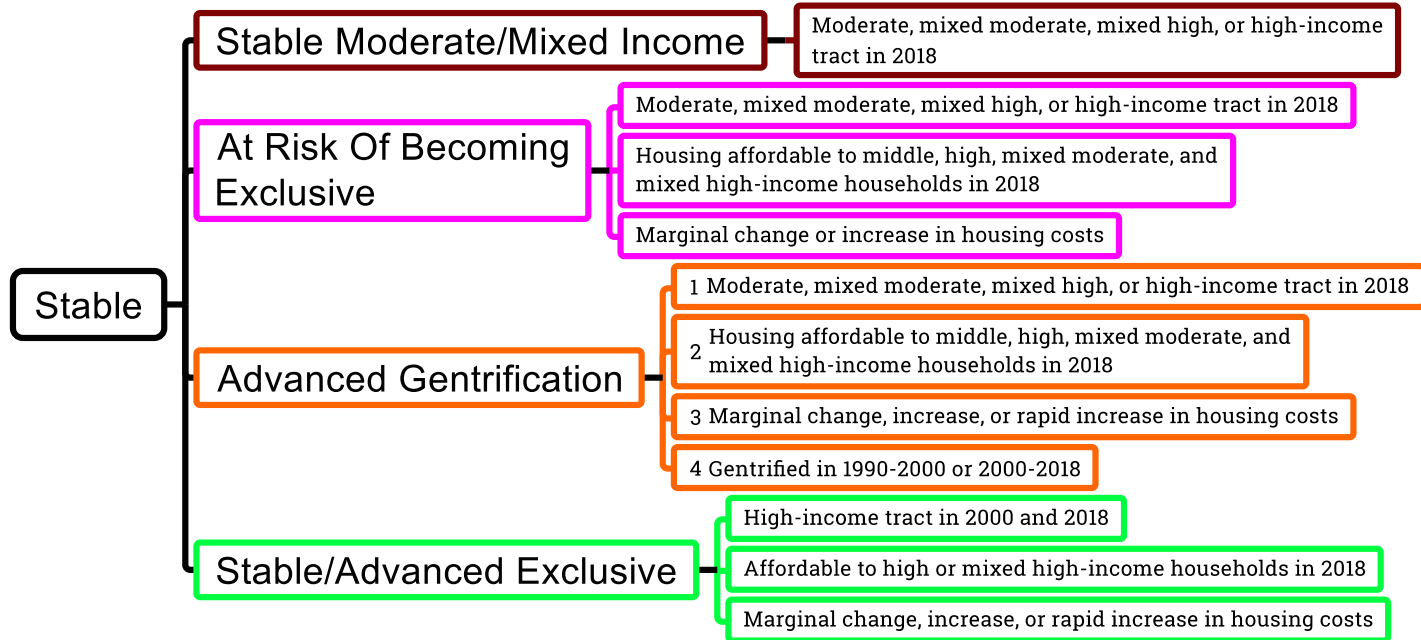 Stable Moderate/Mixed Income
Moderate, mixed moderate, mixed high, or high-income
tract in 2018
At Risk Of Becoming
Exclusive
Moderate, mixed moderate, mixed high, or high-income tract in 2018
Housing affordable to middle, high, mixed moderate, and
mixed high-income households in 2018
Marginal change or increase in housing costs
Stable
Advanced Gentrification
1 Moderate, mixed moderate, mixed high, or high-income tract in 2018
2 Housing affordable to middle, high, mixed moderate, and
mixed high-income households in 2018
3 Marginal change, increase, or rapid increase in housing costs
4 Gentrified in 1990-2000 or 2000-2018
Stable/Advanced Exclusive
High-income tract in 2000 and 2018
Affordable to high or mixed high-income households in 2018
Marginal change, increase, or rapid increase in housing costs